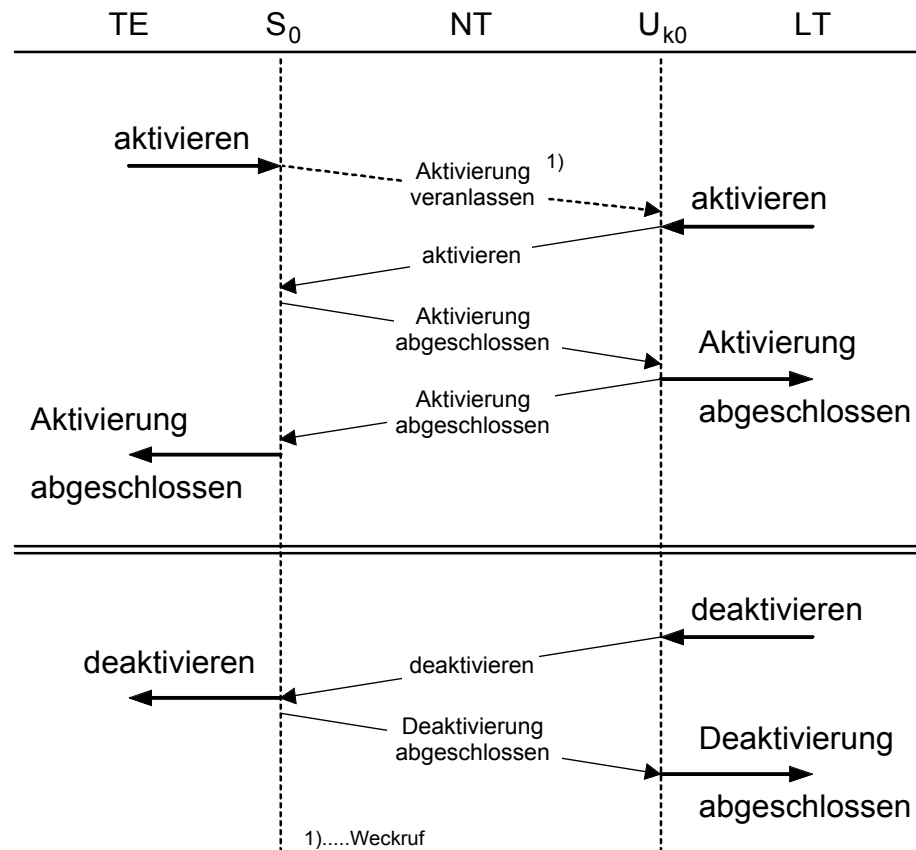 TE S₀ NT Uₖ₀ LT
aktivieren
Aktivierung 1)
veranlassen
aktivieren
aktivieren
Aktivierung
abgeschlossen
Aktivierung
abgeschlossen
Aktivierung
abgeschlossen
Aktivierung
abgeschlossen
deaktivieren
deaktivieren
deaktivieren
Deaktivierung
abgeschlossen
Deaktivierung
abgeschlossen
1).....Weckruf